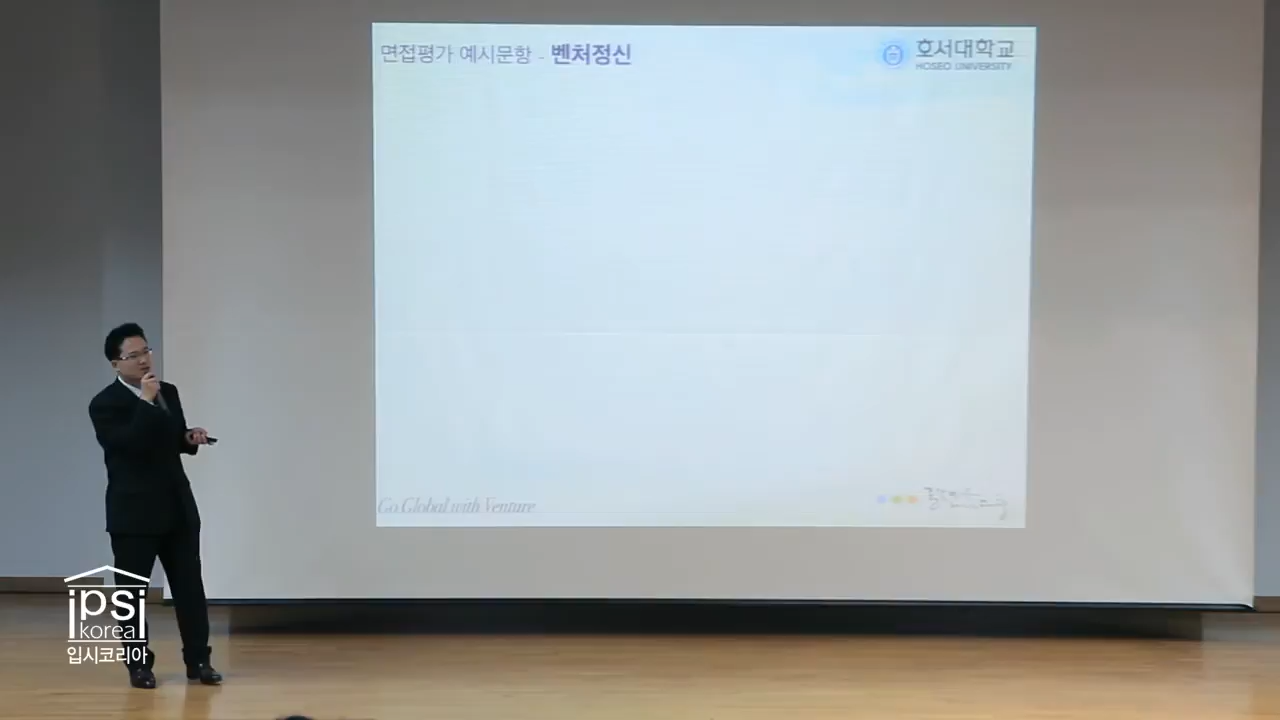 면접평가 예시문항 - 벤처정신
호서대학교
HOSEO UNIVERSITY
Go Global with Venture
ipsi
korea
입시코리아